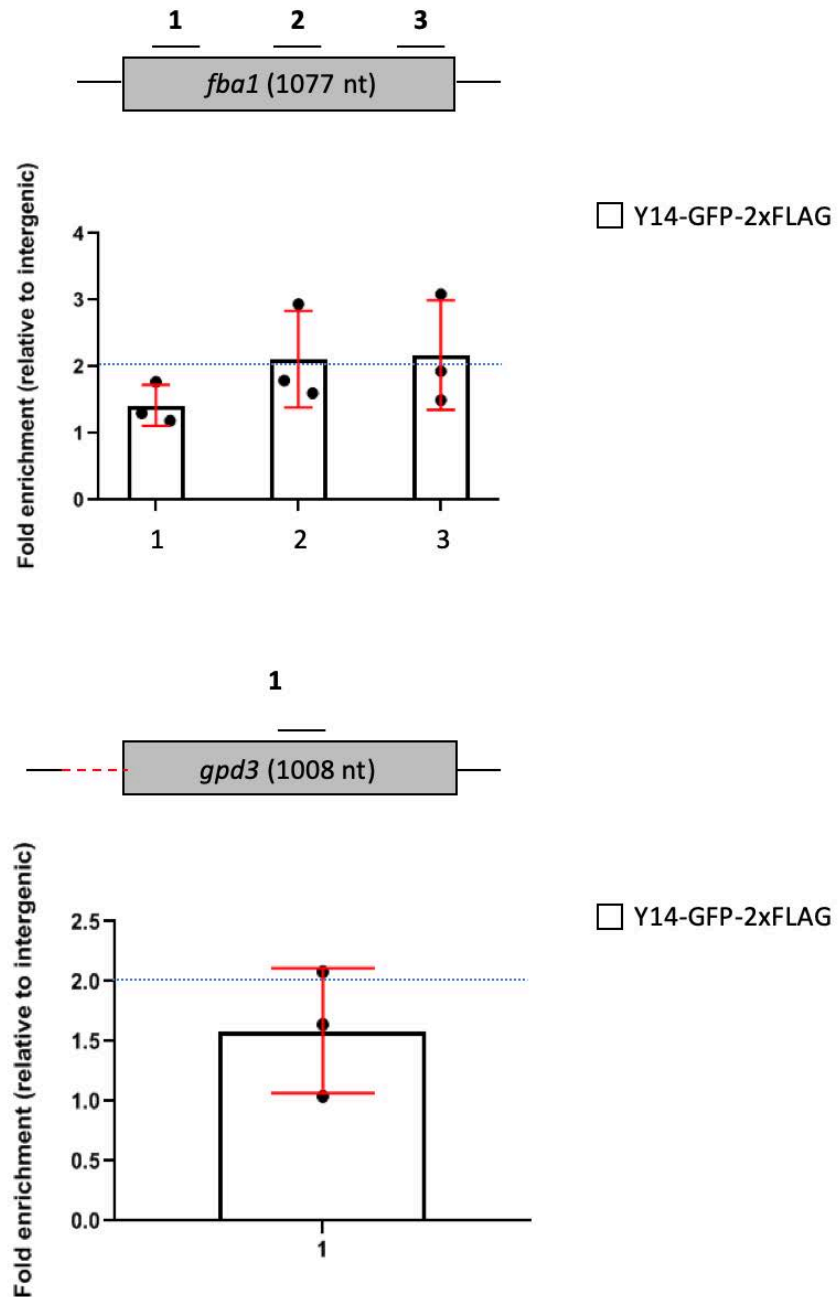 1 2 3
fba1 (1077 nt)
Fold enrichment (relative to intergenic)
Y14-GFP-2xFLAG
4
3
2
1
0
1 2 3
1
gpd3 (1008 nt)
Fold enrichment (relative to intergenic)
Y14-GFP-2xFLAG
2.5
2.0
1.5
1.0
0.5
0.0
1